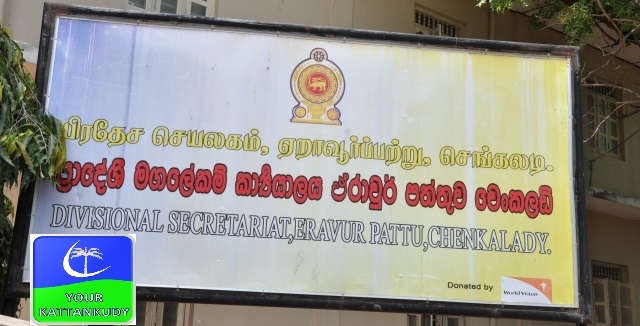 பிரதேச செயலகம், ஏறாவூர்ப்பற்று, செங்கலடி.
ප්‍රාදේශීය මහලේකම් කාර්යාලය ඒරාවුර් පත්තුව චෙංකලඩි
DIVISIONAL SECRETARIAT,ERAVUR PATTU,CHENKALADY.
Donated by
World Vision
YOUR
KATTANKUDY